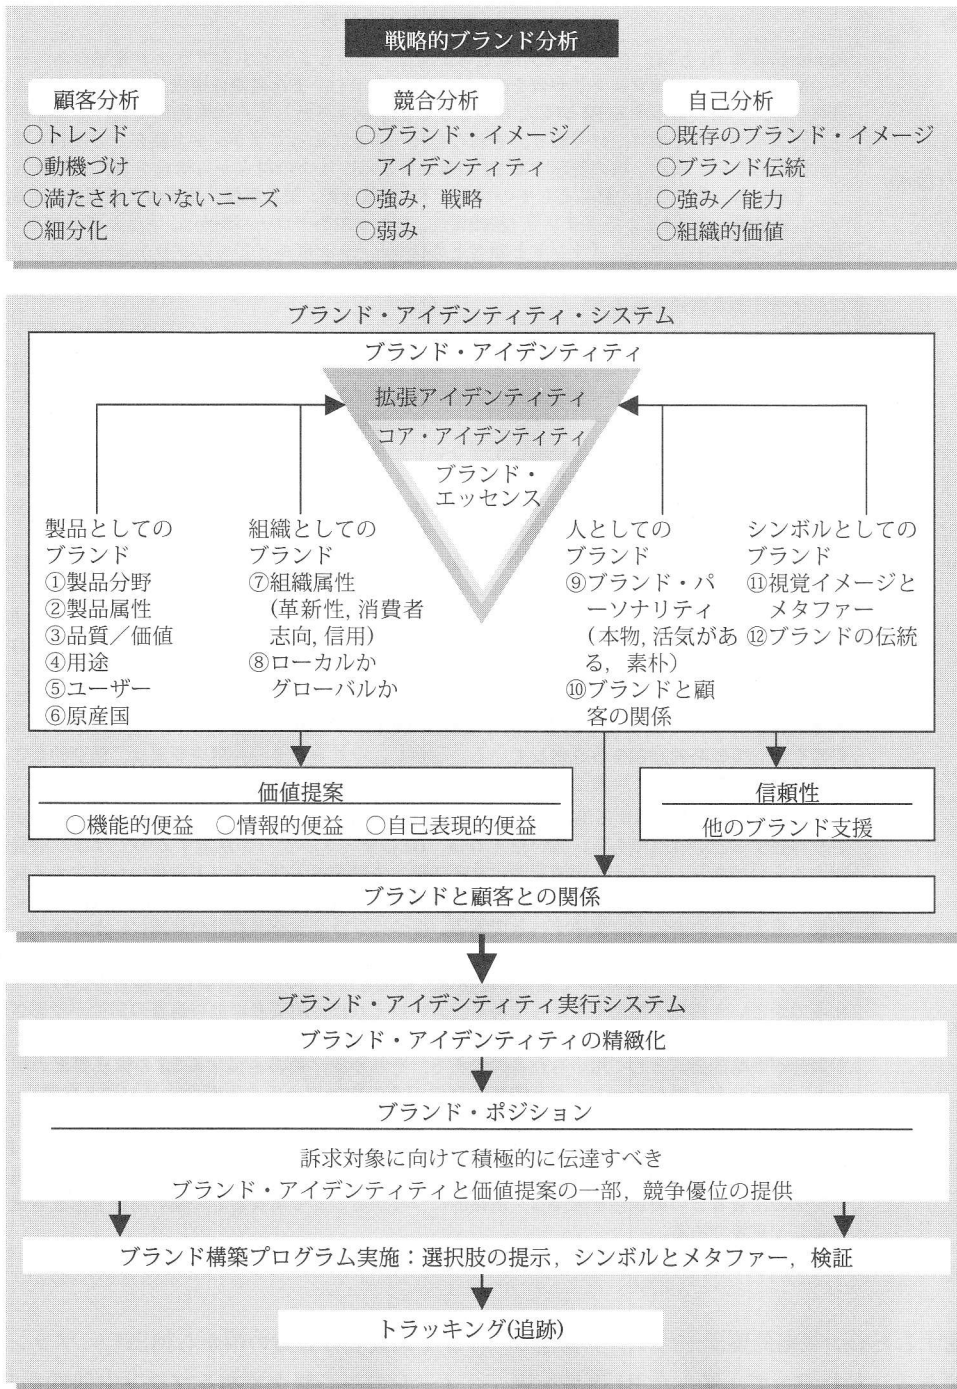 戦略的ブランド分析
顧客分析
○トレンド
○動機づけ
○満たされていないニーズ
○細分化
競合分析
○ブランド・イメージ／
アイデンティティ
○強み，戦略
○弱み
自己分析
○既存のブランド・イメージ
○ブランド伝統
○強み／能力
○組織的価値
ブランド・アイデンティティ・システム
ブランド・アイデンティティ
拡張アイデンティティ
コア・アイデンティティ
ブランド・
エッセンス
製品としての
ブランド
①製品分野
②製品属性
③品質／価値
④用途
⑤ユーザー
⑥原産国
組織としての
ブランド
⑦組織属性
(革新性, 消費者
志向, 信用)
⑧ローカルか
グローバルか
人としての
ブランド
⑨ブランド・パ
ーソナリティ
(本物, 活気があ
る，素朴)
⑩ブランドと顧
客の関係
シンボルとしての
ブランド
⑪視覚イメージと
メタファー
⑫ブランドの伝統
価値提案
○機能的便益　○情報的便益　○自己表現的便益
信頼性
他のブランド支援
ブランドと顧客との関係
ブランド・アイデンティティ実行システム
ブランド・アイデンティティの精緻化
ブランド・ポジション
訴求対象に向けて積極的に伝達すべき
ブランド・アイデンティティと価値提案の一部，競争優位の提供
ブランド構築プログラム実施：選択肢の提示，シンボルとメタファー，検証
トラッキング(追跡)